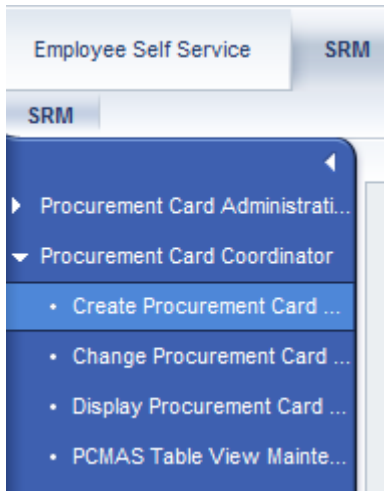 Employee Self Service SRM
SRM
Procurement Card Administrati...
Procurement Card Coordinator
• Create Procurement Card ...
• Change Procurement Card ...
• Display Procurement Card ...
• PCMAS Table View Mainte...